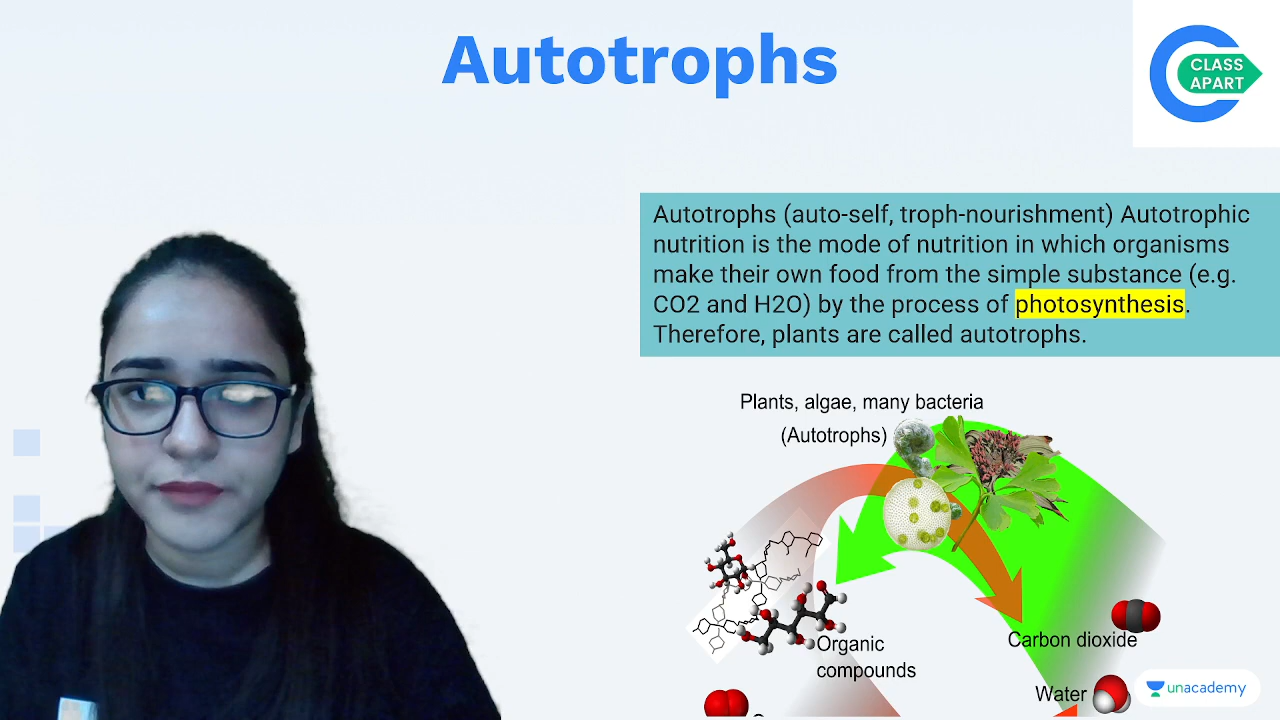 Autotrophs
CLASS
APART
Autotrophs (auto-self, troph-nourishment) Autotrophic
nutrition is the mode of nutrition in which organisms
make their own food from the simple substance (e.g.
CO2 and H2O) by the process of photosynthesis.
Therefore, plants are called autotrophs.
Plants, algae, many bacteria
(Autotrophs)
Organic
compounds
Carbon dioxide
Water
unacademy